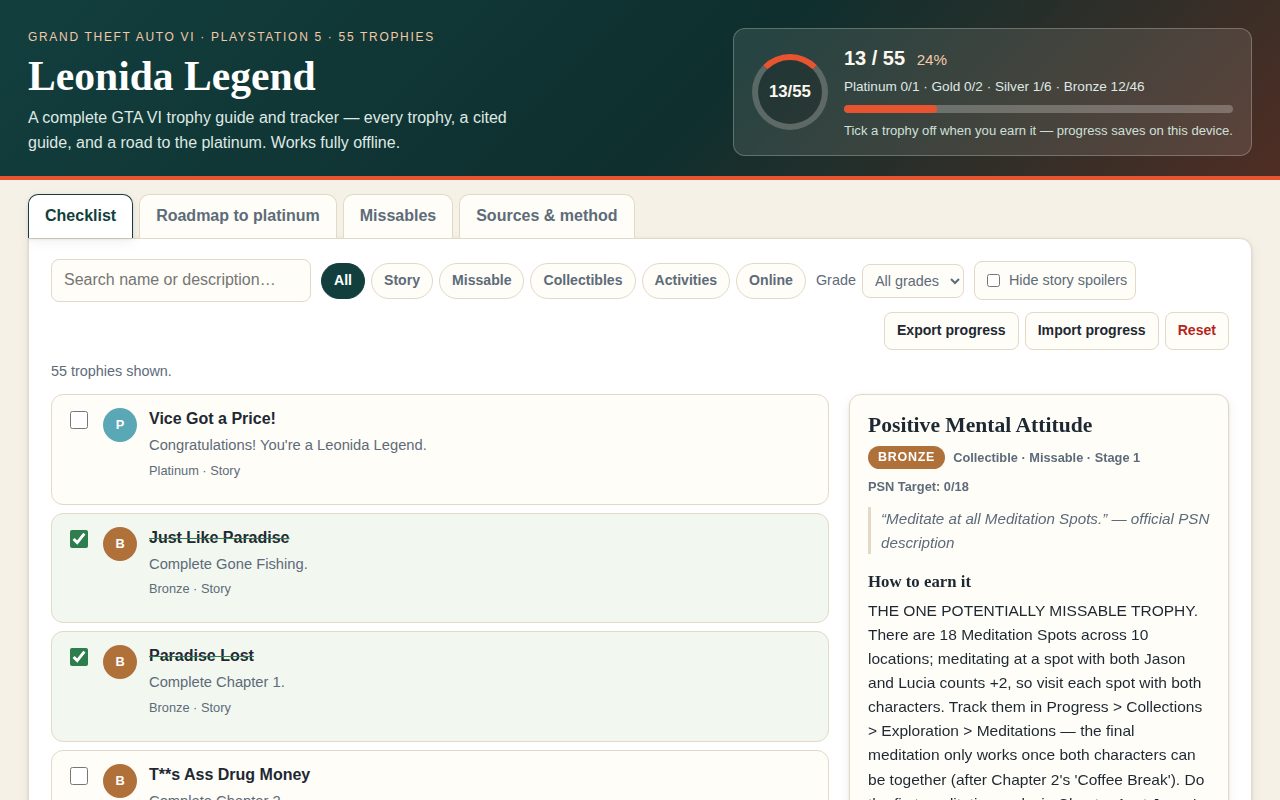 GRAND THEFT AUTO VI · PLAYSTATION 5 · 55 TROPHIES
Leonida Legend
A complete GTA VI trophy guide and tracker — every trophy, a cited
guide, and a road to the platinum. Works fully offline.
13/55
13 / 55 24%
Platinum 0/1 · Gold 0/2 · Silver 1/6 · Bronze 12/46
Tick a trophy off when you earn it — progress saves on this device.
Checklist
Roadmap to platinum
Missables
Sources & method
Search name or description…
All
Story
Missable
Collectibles
Activities
Online
Grade
All grades
Hide story spoilers
Export progress
Import progress
Reset
55 trophies shown.
P
Vice Got a Price!
Congratulations! You're a Leonida Legend.
Platinum · Story
B
Just Like Paradise
Complete Gone Fishing.
Bronze · Story
B
Paradise Lost
Complete Chapter 1.
Bronze · Story
B
T**s Ass Drug Money
Complete Chapter 2.
Positive Mental Attitude
BRONZE Collectible · Missable · Stage 1
PSN Target: 0/18
“Meditate at all Meditation Spots.” — official PSN
description
How to earn it
THE ONE POTENTIALLY MISSABLE TROPHY.
There are 18 Meditation Spots across 10
locations; meditating at a spot with both Jason
and Lucia counts +2, so visit each spot with both
characters. Track them in Progress > Collections
> Exploration > Meditations — the final
meditation only works once both characters can
be together (after Chapter 2's 'Coffee Break'). Do